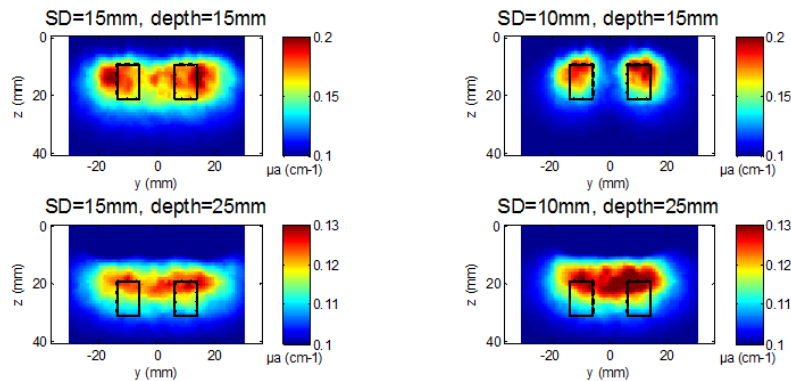 SD=15mm, depth=15mm
0
20
40
z (mm)
-20
0
20
y (mm)
0.2
0.15
0.1
µa (cm-1)
SD=10mm, depth=15mm
0
20
40
z (mm)
-20
0
20
y (mm)
0.2
0.15
0.1
µa (cm-1)
SD=15mm, depth=25mm
0
20
40
z (mm)
-20
0
20
y (mm)
0.13
0.12
0.11
0.1
µa (cm-1)
SD=10mm, depth=25mm
0
20
40
z (mm)
-20
0
20
y (mm)
0.13
0.12
0.11
0.1
µa (cm-1)